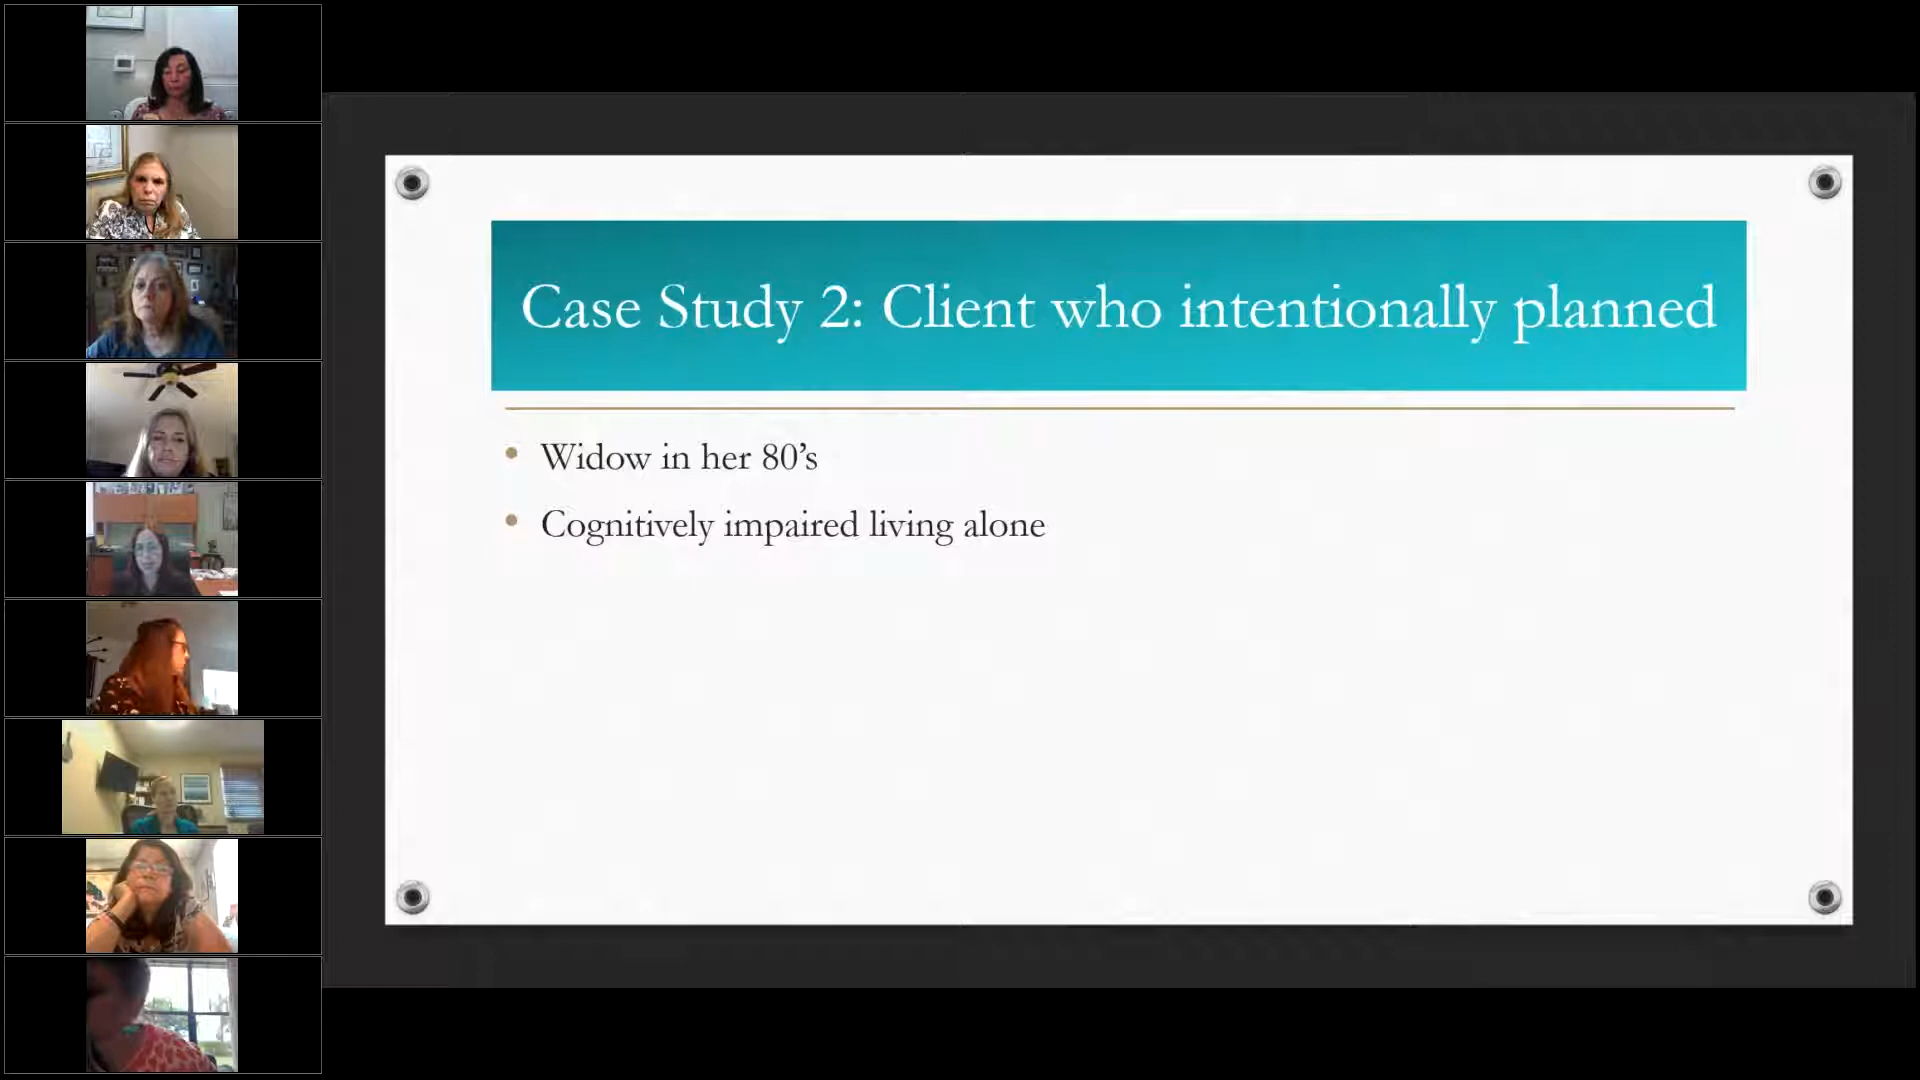 Case Study 2: Client who intentionally planned
• Widow in her 80’s
• Cognitively impaired living alone